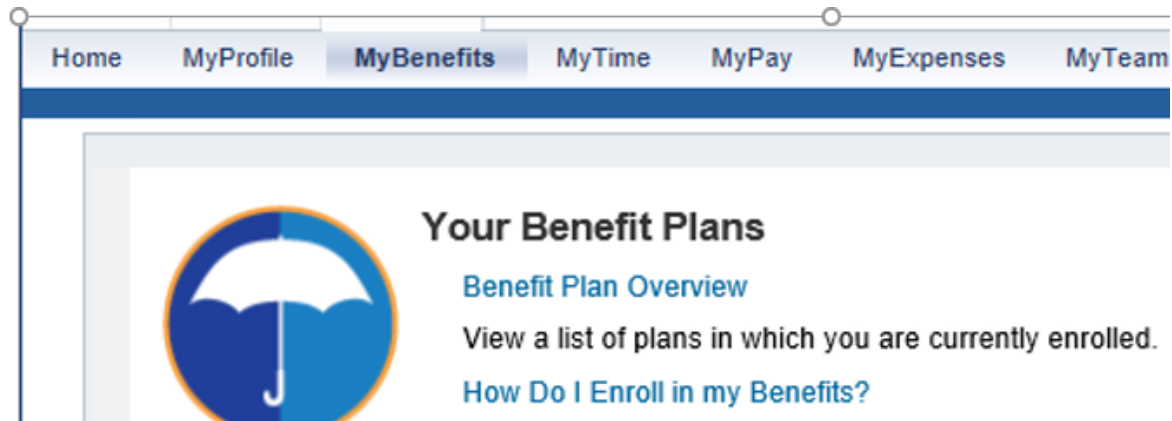 Home MyProfile MyBenefits MyTime MyPay MyExpenses MyTeam
Your Benefit Plans
Benefit Plan Overview
View a list of plans in which you are currently enrolled.
How Do I Enroll in my Benefits?